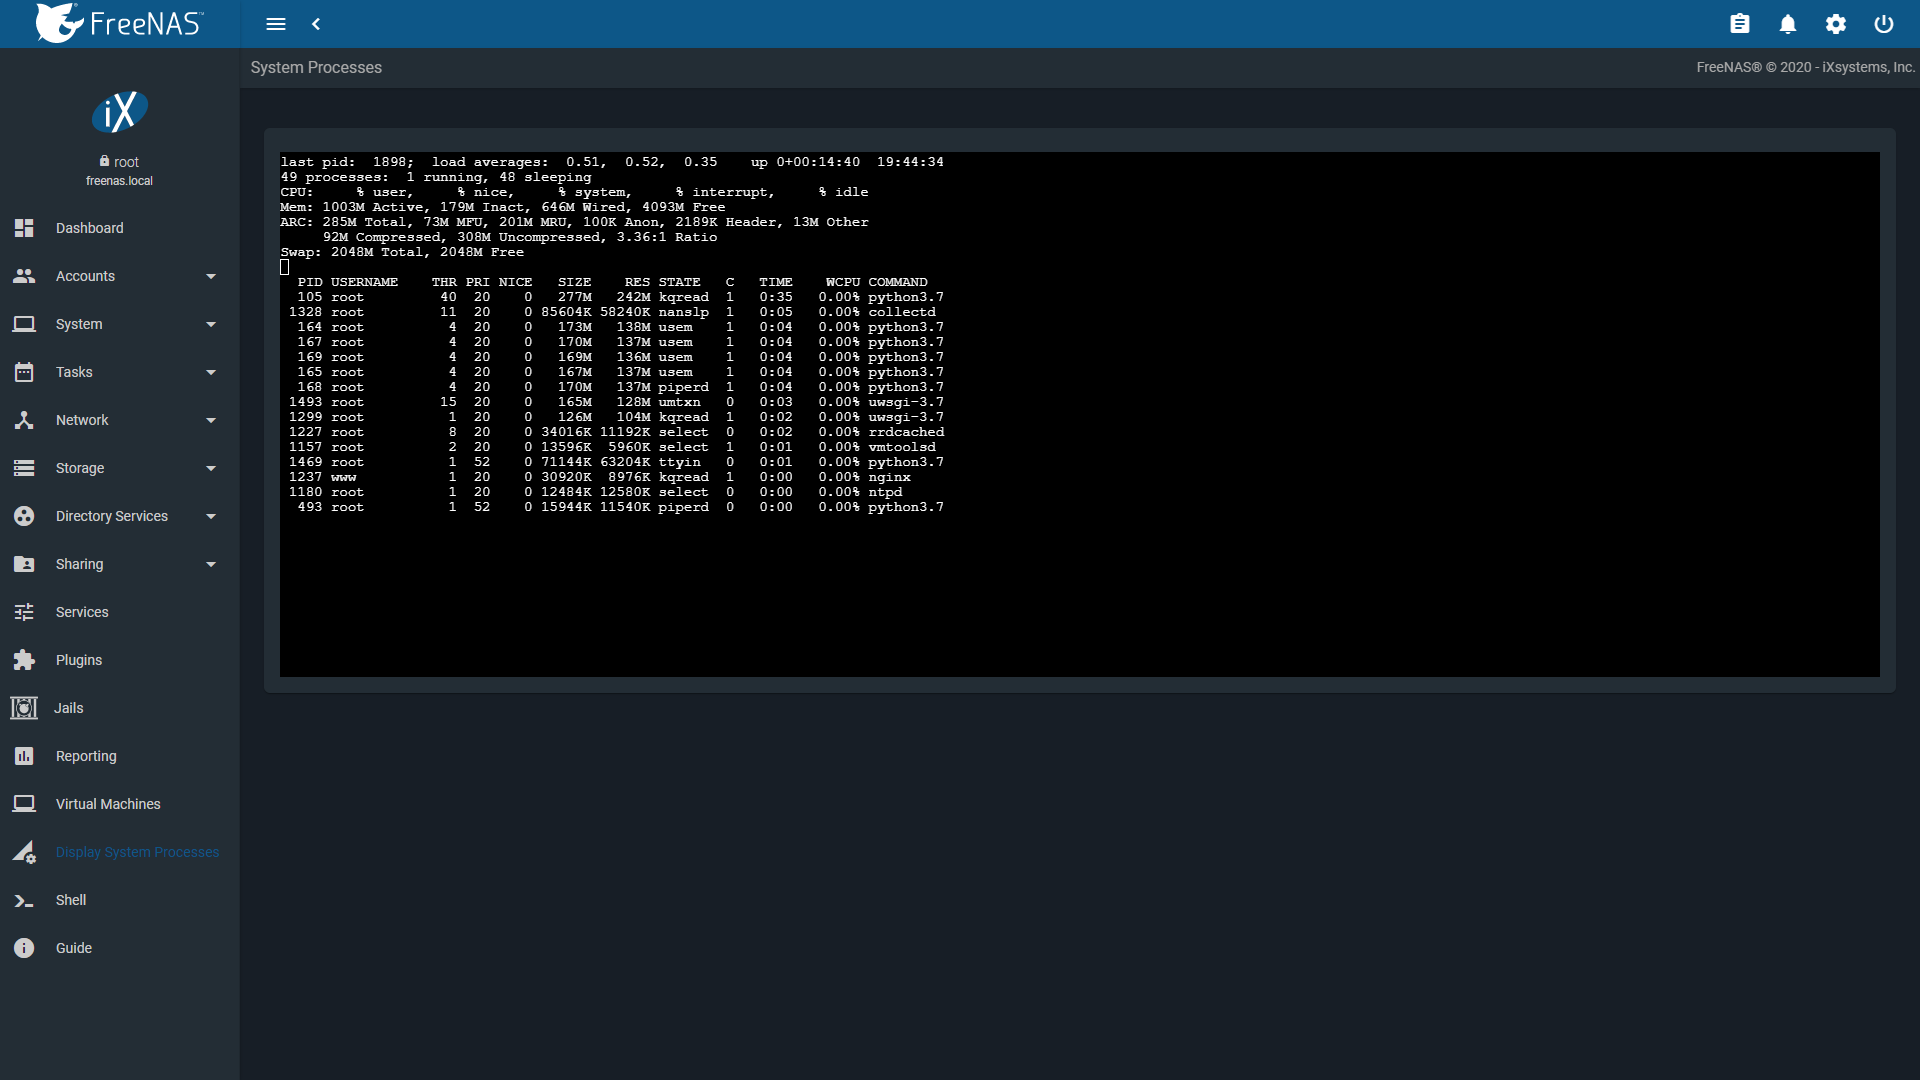 FreeNAS™
System Processes
FreeNAS® © 2020 - iXsystems, Inc.
iX
root
freenas.local
Dashboard
Accounts
System
Tasks
Network
Storage
Directory Services
Sharing
Services
Plugins
Jails
Reporting
Virtual Machines
Display System Processes
Shell
Guide
last pid:  1898;  load averages:  0.51,  0.52,  0.35    up 0+00:14:40  19:44:34
49 processes:  1 running, 48 sleeping
CPU:     % user,     % nice,     % system,     % interrupt,     % idle
Mem: 1003M Active, 179M Inact, 646M Wired, 4093M Free
ARC: 285M Total, 73M MFU, 201M MRU, 100K Anon, 2189K Header, 13M Other
     92M Compressed, 308M Uncompressed, 3.36:1 Ratio
Swap: 2048M Total, 2048M Free
  PID USERNAME    THR PRI NICE   SIZE    RES STATE   C   TIME    WCPU COMMAND
  105 root         40  20    0   277M   242M kqread  1   0:35   0.00% python3.7
 1328 root         11  20    0 85604K 58240K nanslp  1   0:05   0.00% collectd
  164 root          4  20    0   173M   138M usem    1   0:04   0.00% python3.7
  167 root          4  20    0   170M   137M usem    1   0:04   0.00% python3.7
  169 root          4  20    0   169M   136M usem    1   0:04   0.00% python3.7
  165 root          4  20    0   167M   137M usem    1   0:04   0.00% python3.7
  168 root          4  20    0   170M   137M piperd  1   0:04   0.00% python3.7
 1493 root         15  20    0   165M   128M umtxn   0   0:03   0.00% uwsgi-3.7
 1299 root          1  20    0   126M   104M kqread  1   0:02   0.00% uwsgi-3.7
 1227 root          8  20    0 34016K 11192K select  0   0:02   0.00% rrdcached
 1157 root          2  20    0 13596K  5960K select  1   0:01   0.00% vmtoolsd
 1469 root          1  52    0 71144K 63204K ttyin   0   0:01   0.00% python3.7
 1237 www           1  20    0 30920K  8976K kqread  1   0:00   0.00% nginx
 1180 root          1  20    0 12484K 12580K select  0   0:00   0.00% ntpd
  493 root          1  52    0 15944K 11540K piperd  0   0:00   0.00% python3.7